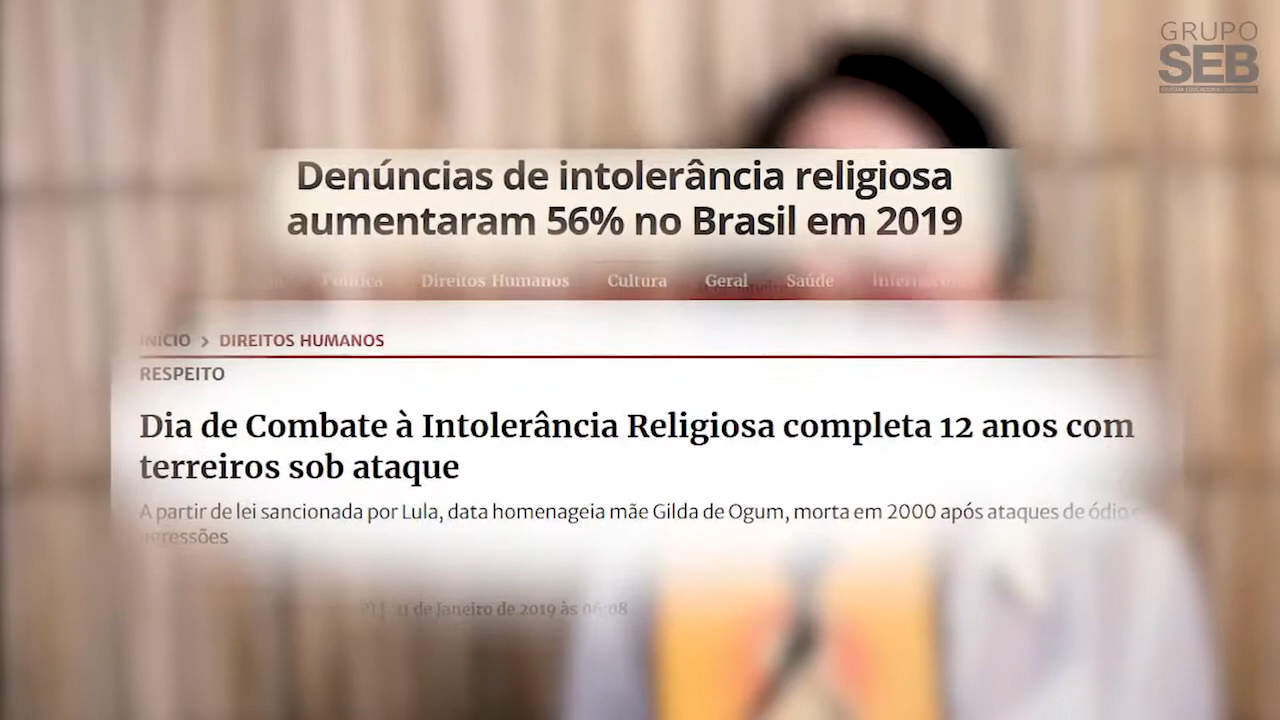 GRUPO
SEB
Denúncias de intolerância religiosa
aumentaram 56% no Brasil em 2019
Política Direitos Humanos Cultura Geral Saúde
INÍCIO > DIREITOS HUMANOS
RESPEITO
Dia de Combate à Intolerância Religiosa completa 12 anos com
terreiros sob ataque
A partir de lei sancionada por Lula, data homenageia mãe Gilda de Ogum, morta em 2000 após ataques de ódio e
agressões
de Janeiro de 2019 às 06:08